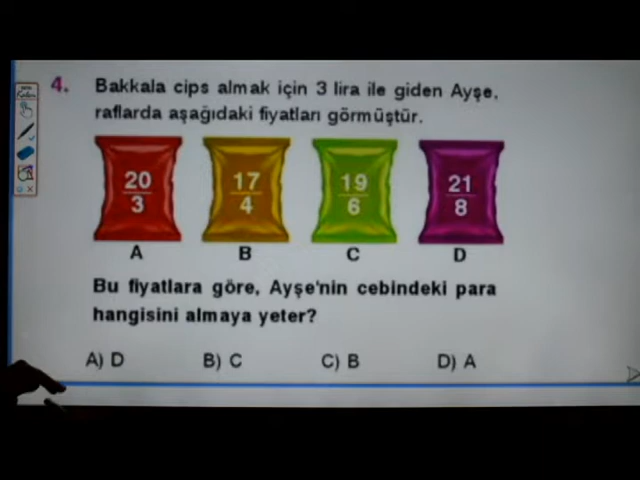 4. Bakkala cips almak için 3 lira ile giden Ayşe,
raflarda aşağıdaki fiyatları görmüştür.
20/3 17/4 19/6 21/8
A B C D
Bu fiyatlara göre, Ayşe'nin cebindeki para
hangisini almaya yeter?
A) D B) C C) B D) A